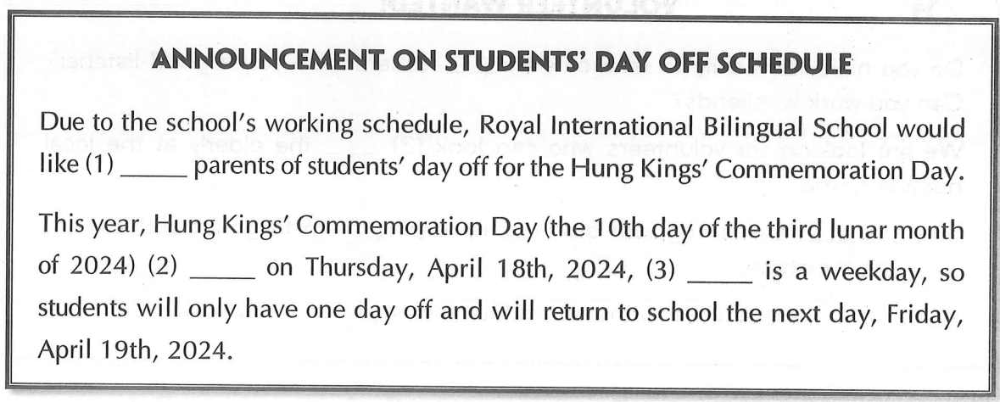 ANNOUNCEMENT ON STUDENTS' DAY OFF SCHEDULE
Due to the school's working schedule, Royal International Bilingual School would
like (1) _____ parents of students' day off for the Hung Kings' Commemoration Day.
This year, Hung Kings' Commemoration Day (the 10th day of the third lunar month
of 2024) (2) _____ on Thursday, April 18th, 2024, (3) _____ is a weekday, so
students will only have one day off and will return to school the next day, Friday,
April 19th, 2024.